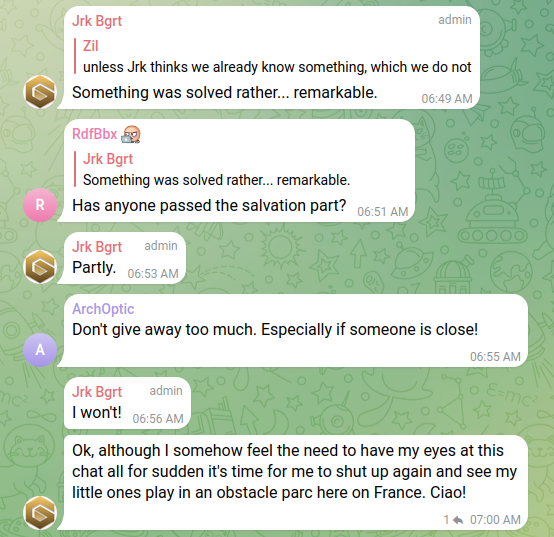 Jrk Bgrt admin
Zil
unless Jrk thinks we already know something, which we do not
Something was solved rather... remarkable.
06:49 AM
RdfBbx
Jrk Bgrt
Something was solved rather... remarkable.
R
Has anyone passed the salvation part? 06:51 AM
Jrk Bgrt admin
Partly. 06:53 AM
ArchOptic
Don't give away too much. Especially if someone is close!
A
06:55 AM
Jrk Bgrt admin
I won't! 06:56 AM
Ok, although I somehow feel the need to have my eyes at this
chat all for sudden it's time for me to shut up again and see my
little ones play in an obstacle parc here on France. Ciao!
1 07:00 AM